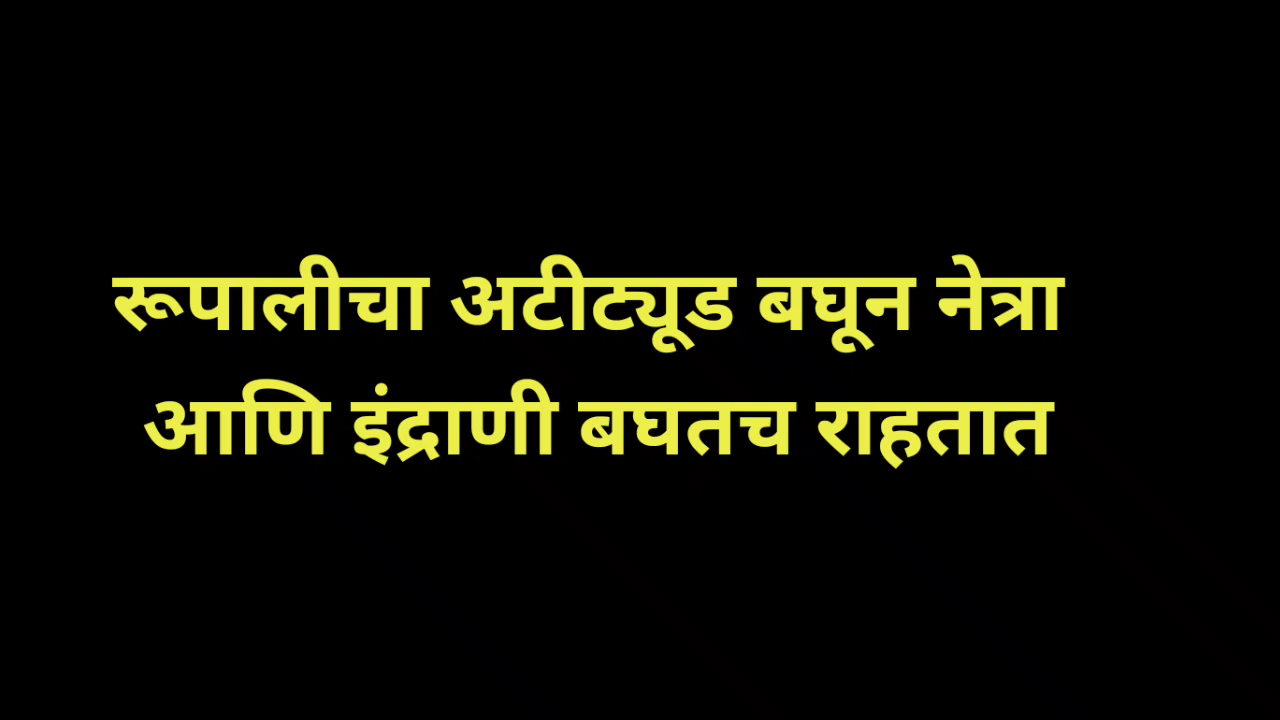 रूपालीचा अटीट्यूड बघून नेत्रा
आणि इंद्राणी बघतच राहतात